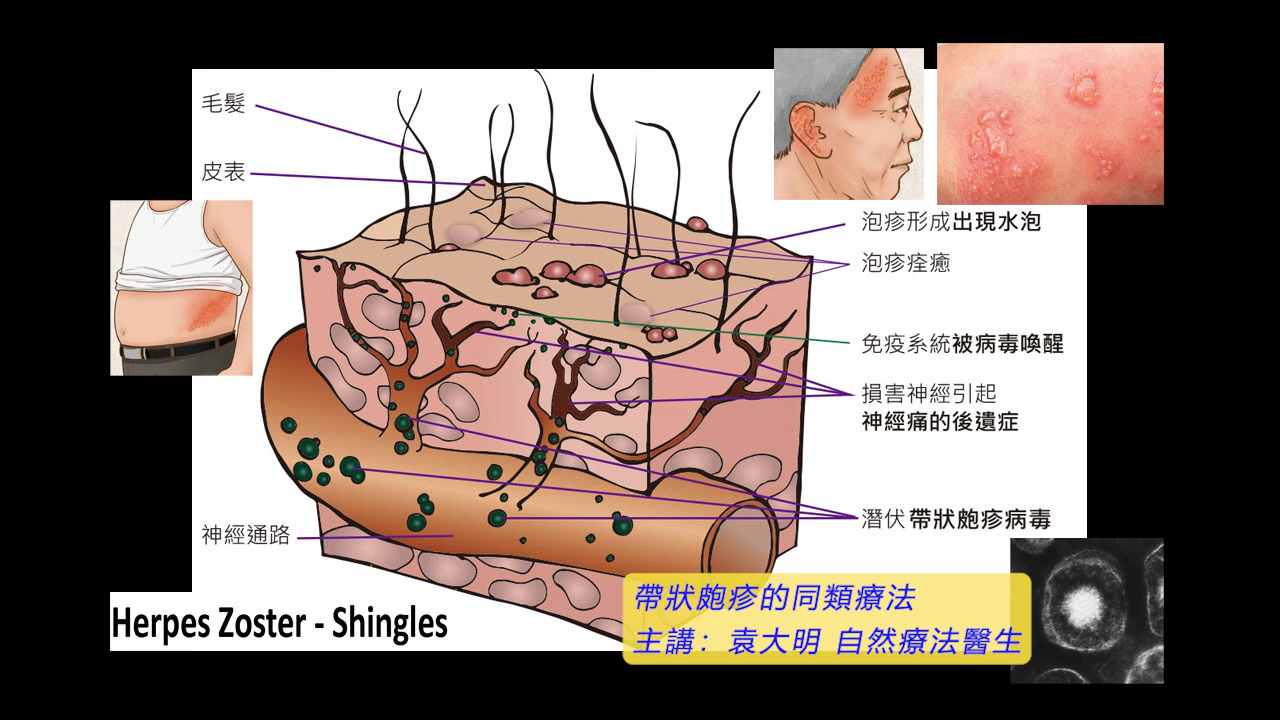 毛髮
皮表
泡疹形成出現水泡
泡疹痊癒
免疫系統被病毒喚醒
損害神經引起
神經痛的後遺症
潛伏帶狀皰疹病毒
神經通路
Herpes Zoster - Shingles
帶狀皰疹的同類療法
主講：袁大明 自然療法醫生